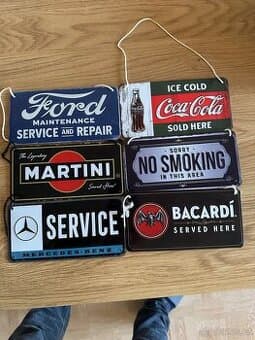 Ford
MAINTENANCE
SERVICE AND REPAIR
ICE COLD
Coca-Cola
SOLD HERE
The Legendary
MARTINI
SORRY
NO SMOKING
IN THIS AREA
SERVICE
MERCEDES-BENZ
BACARDÍ
SERVED HERE